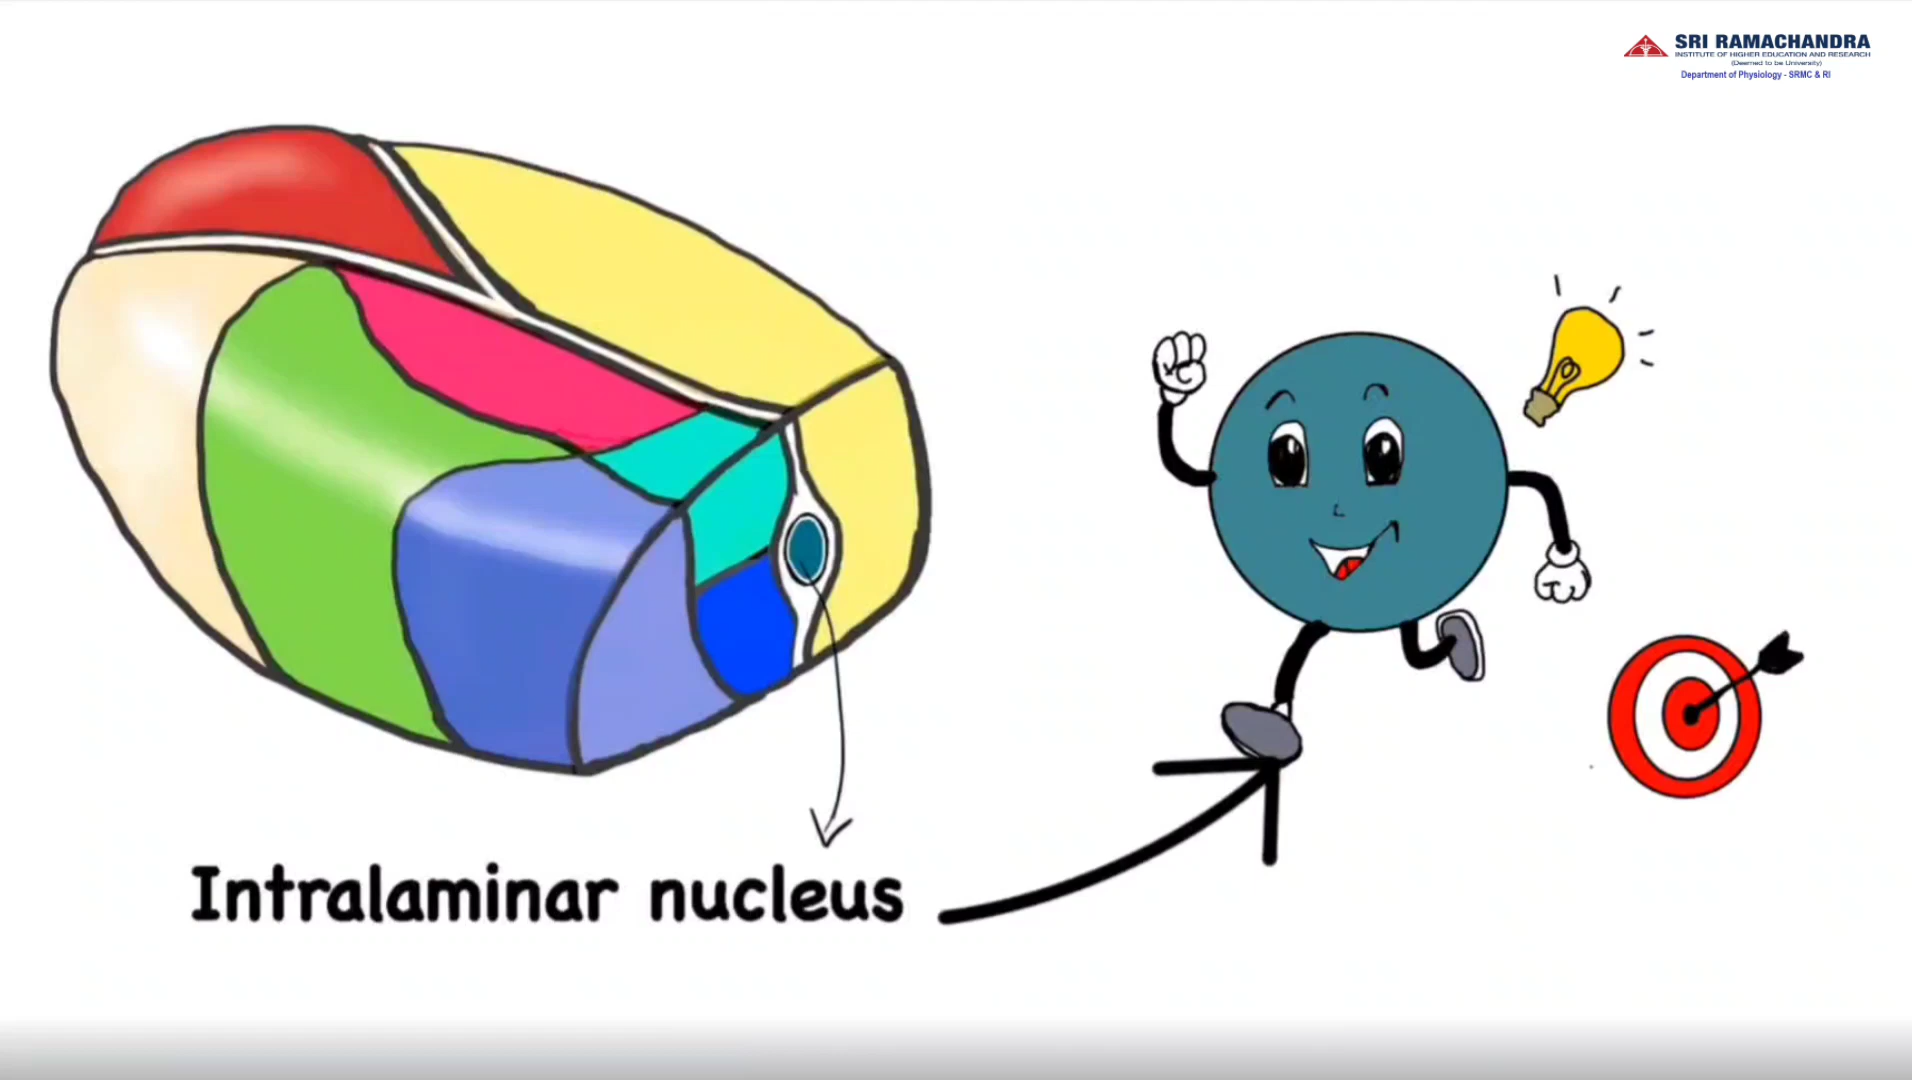 SRI RAMACHANDRA
INSTITUTE OF HIGHER EDUCATION AND RESEARCH
(Deemed to be University)
Department of Physiology - SRMC & RI
Intralaminar nucleus